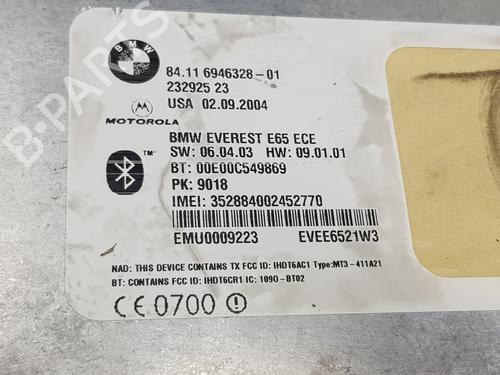 BMW
84.11 6946328-01
232925 23
USA 02.09.2004
MOTOROLA
BMW EVEREST E65 ECE
SW: 06.04.03 HW: 09.01.01
BT: 00E00C549869
PK: 9018
IMEI: 352884002452770
EMU0009223 EVEE6521W3
NAD: THIS DEVICE CONTAINS TX FCC ID: IHDT6AC1 Type:MT3-411A21
BT: CONTAINS FCC ID: IHDT6CR1 IC: 109O-BT02
CE 0700
B-PARTS